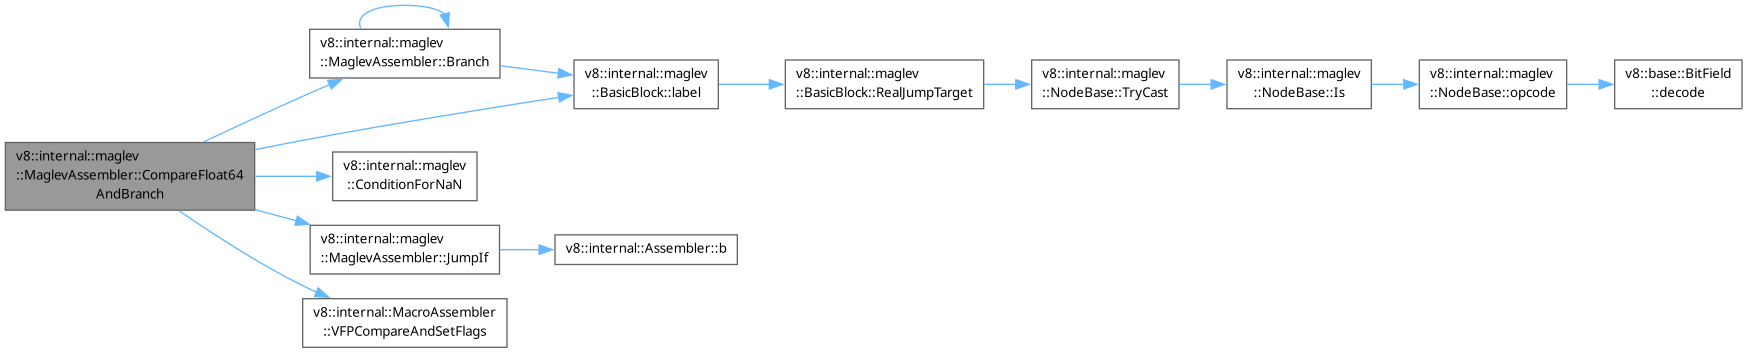 v8::internal::maglev
::MaglevAssembler::CompareFloat64
AndBranch
v8::internal::maglev
::MaglevAssembler::Branch
v8::internal::maglev
::BasicBlock::label
v8::internal::maglev
::BasicBlock::RealJumpTarget
v8::internal::maglev
::NodeBase::TryCast
v8::internal::maglev
::NodeBase::Is
v8::internal::maglev
::NodeBase::opcode
v8::base::BitField
::decode
v8::internal::maglev
::ConditionForNaN
v8::internal::maglev
::MaglevAssembler::JumpIf
v8::internal::Assembler::b
v8::internal::MacroAssembler
::VFPCompareAndSetFlags